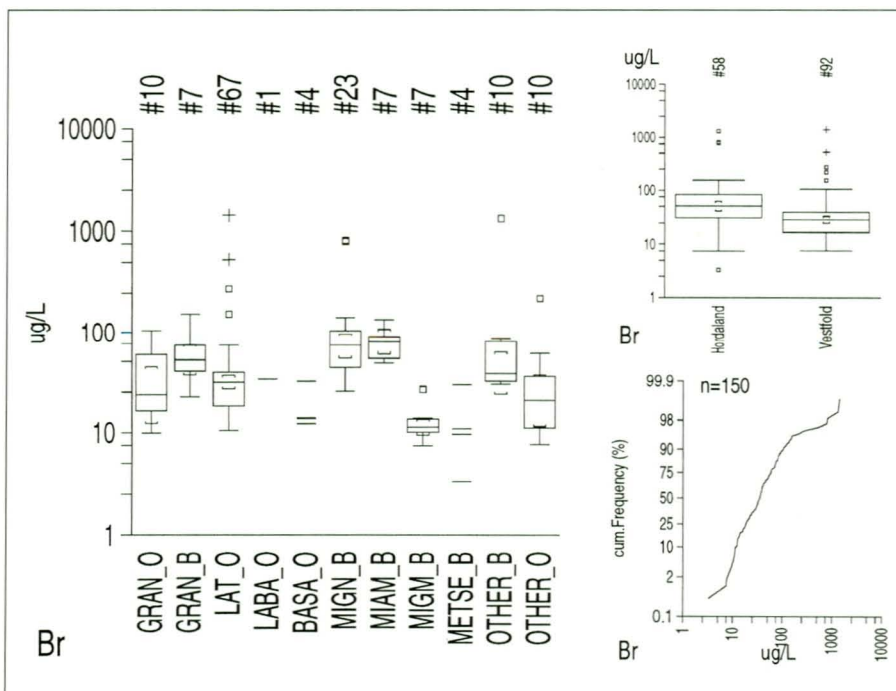 #10 #7 #67 #1 #4 #23 #7 #7 #4 #10 #10
10000
1000
100
10
1
ug/L
GRAN_O GRAN_B LAT_O LABA_O BASA_O MIGN_B MIAM_B MIGM_B METSE_B OTHER_B OTHER_O
Br
ug/L
#58 #92
10000
1000
100
10
1
Hordaland Vestfold
Br
n=150
99.9
98
90
75
50
25
10
2
0.1
cum.Frequency (%)
1 10 100 1000 10000
Br ug/L